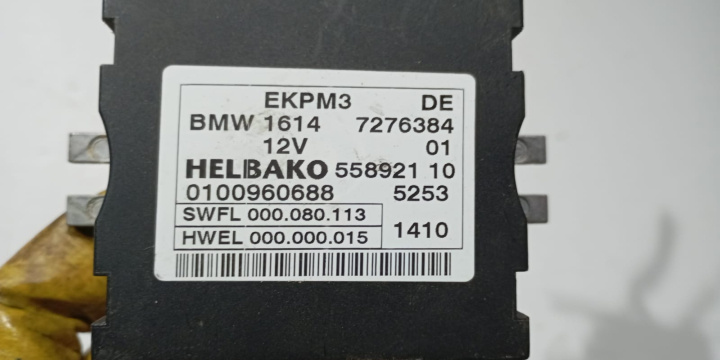 EKPM3 DE
BMW 1614 7276384
12V 01
HELBAKO 558921 10
0100960688 5253
SWFL 000.080.113
HWEL 000.000.015 1410